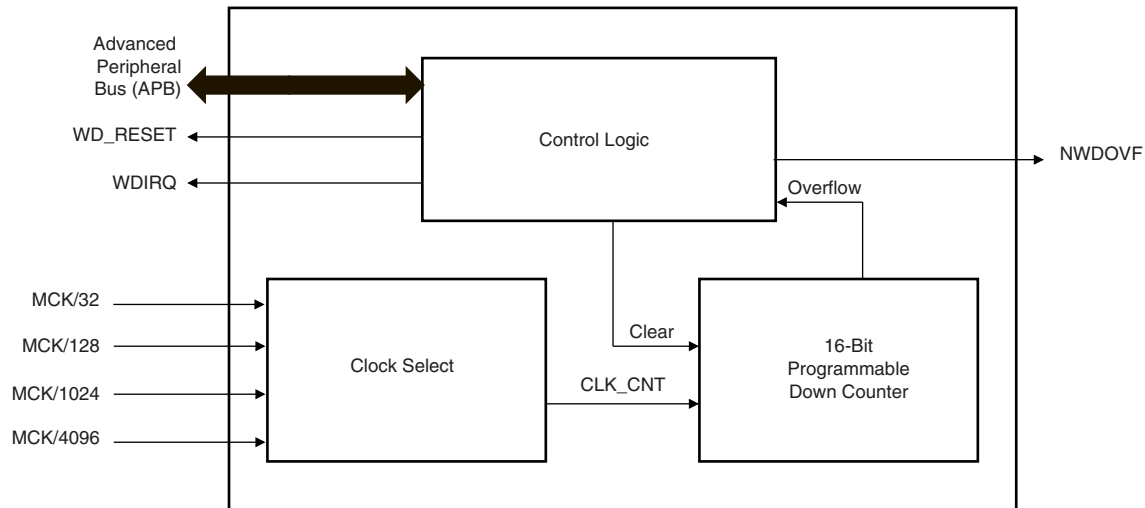 Advanced
Peripheral
Bus (APB)
WD_RESET
WDIRQ
Control Logic
NWDOVF
Overflow
MCK/32
MCK/128
MCK/1024
MCK/4096
Clock Select
Clear
CLK_CNT
16-Bit
Programmable
Down Counter